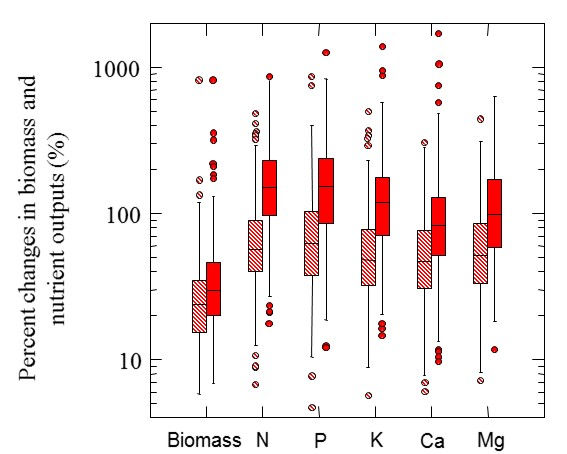 Percent changes in biomass and
nutrient outputs (%)
1000
100
10
Biomass N P K Ca Mg